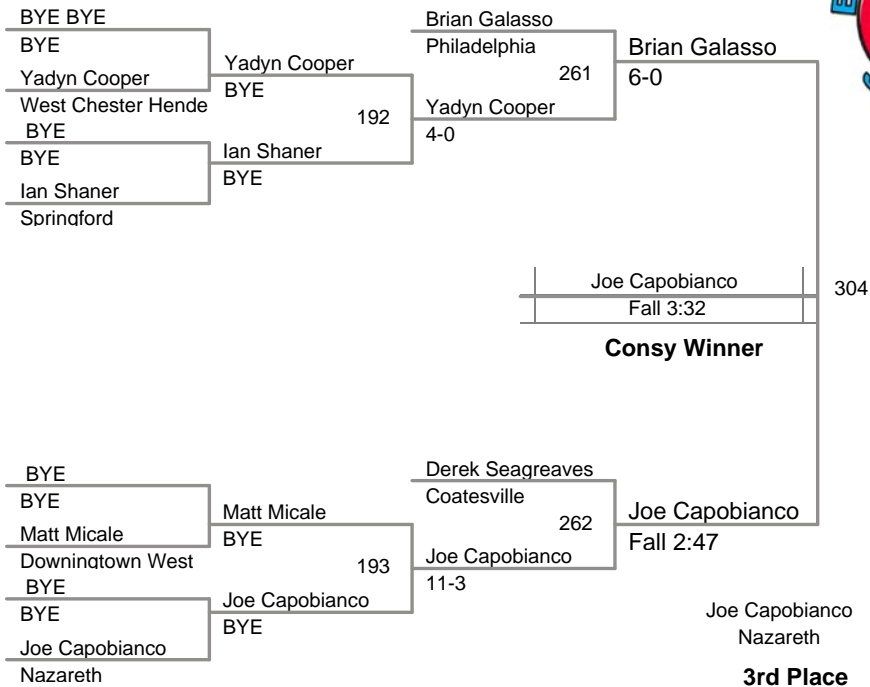 BYE BYE
BYE
Yadyn Cooper
West Chester Hende
BYE
BYE
Ian Shaner
Springford
Yadyn Cooper
BYE
192
Ian Shaner
BYE
Brian Galasso
Philadelphia
261
Yadyn Cooper
4-0
Brian Galasso
6-0
Joe Capobianco
Fall 3:32
304
Consy Winner
BYE
BYE
Matt Micale
Downingtown West
BYE
BYE
Joe Capobianco
Nazareth
Matt Micale
BYE
193
Joe Capobianco
BYE
Derek Seagreaves
Coatesville
262
Joe Capobianco
11-3
Joe Capobianco
Fall 2:47
Joe Capobianco
Nazareth
3rd Place